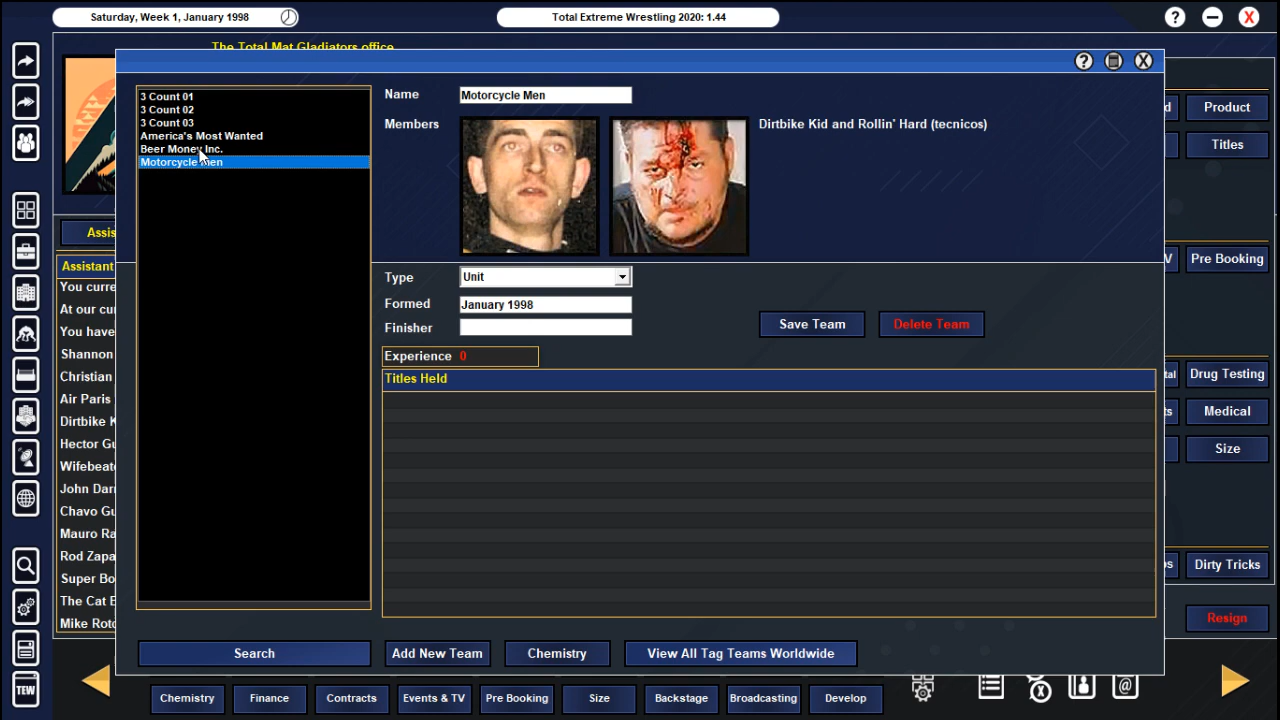 Saturday, Week 1, January 1998
Total Extreme Wrestling 2020: 1.44
The Total Mat Gladiators office
3 Count 01
3 Count 02
3 Count 03
America's Most Wanted
Beer Money Inc.
Motorcycle Men
Name
Motorcycle Men
Members
Dirtbike Kid and Rollin' Hard (tecnicos)
Type
Unit
Formed
January 1998
Finisher
Save Team
Delete Team
Experience 0
Titles Held
Search
Add New Team
Chemistry
View All Tag Teams Worldwide
Product
Titles
Pre Booking
Drug Testing
Medical
Size
Dirty Tricks
Resign
Assis
Assistant
You curre
At our cu
You have
Shannon
Christian
Air Paris
Dirtbike K
Hector Gu
Wifebeat
John Dar
Chavo Gu
Mauro Ra
Rod Zapa
Super Bo
The Cat E
Mike Roto
Chemistry
Finance
Contracts
Events & TV
Pre Booking
Size
Backstage
Broadcasting
Develop
TEW